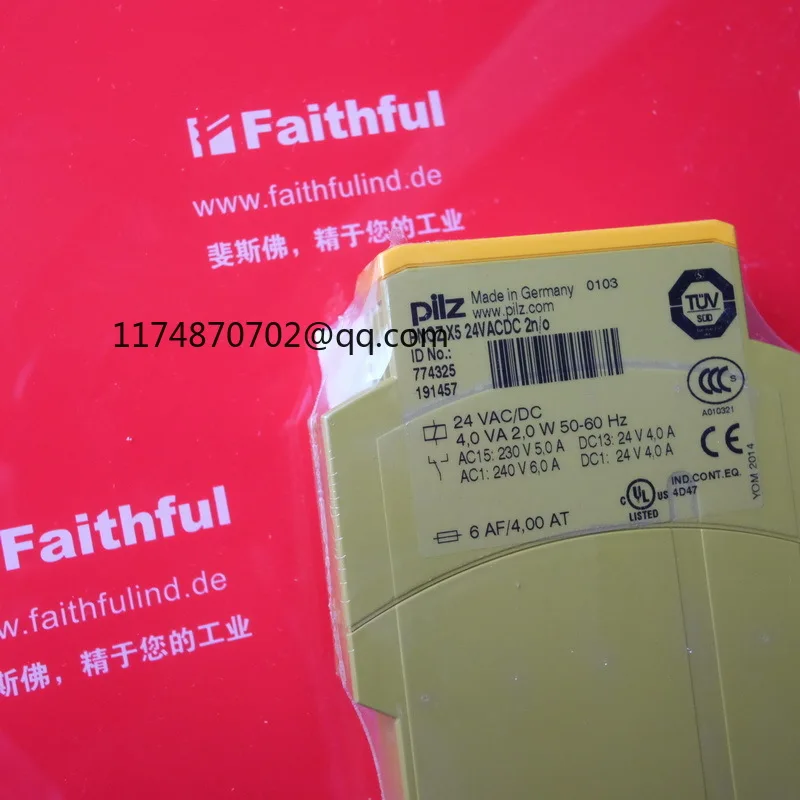 Faithful
www.faithfulind.de
斐斯佛，精于您的工业
1174870702@qq.com
pilz
Made in Germany 0103
www.pilz.com
X5 24VACDC 2n/o
ID No.:
774325
191457
TÜV
SÜD
CCC S
A010321
24 VAC/DC
4,0 VA 2,0 W 50-60 Hz
AC15: 230 V 5,0 A DC13: 24 V 4,0 A
AC1: 240 V 6,0 A DC1: 24 V 4,0 A
CE
YOM 2014
C UL US
LISTED
IND.CONT.EQ.
4D47
6 AF/4,00 AT
Faithful
w.faithfulind.de
斯佛，精于您的工业